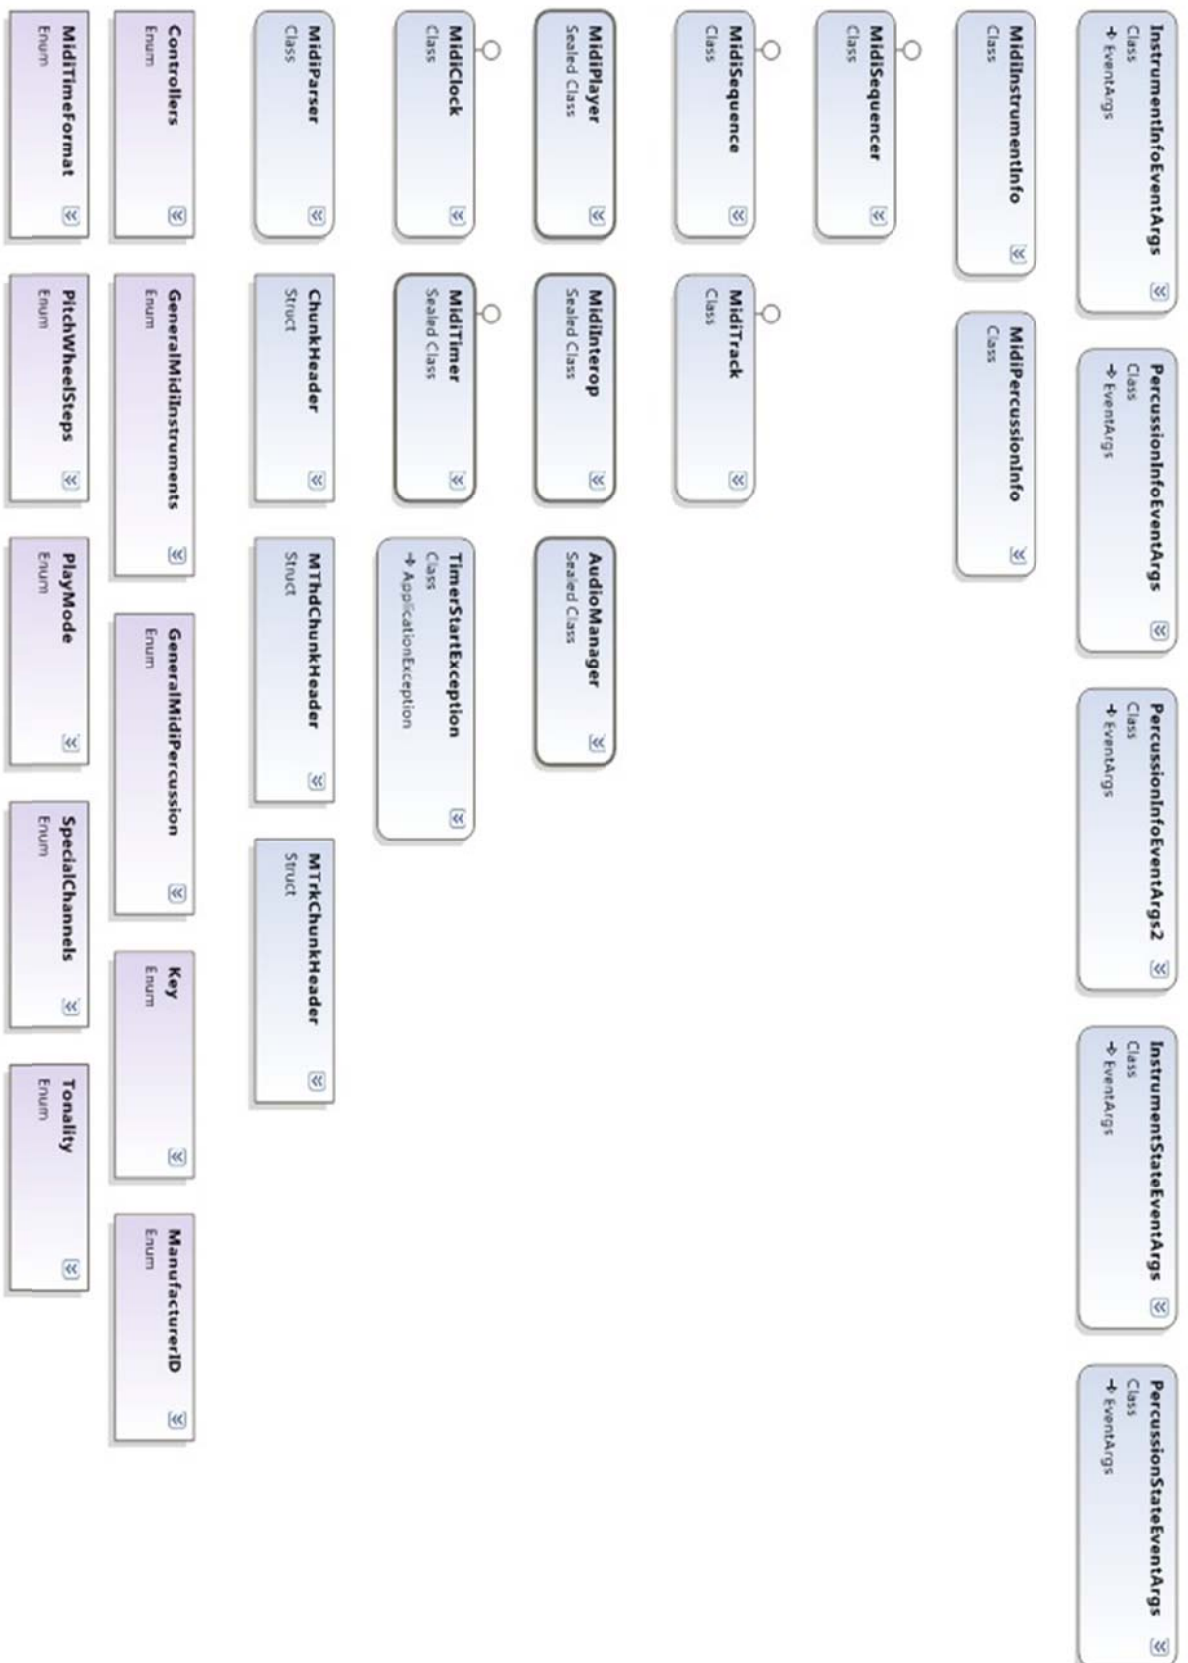 InstrumentInfoEventArgs
Class
EventArgs
PercussionInfoEventArgs
Class
EventArgs
PercussionInfoEventArgs2
Class
EventArgs
InstrumentStateEventArgs
Class
EventArgs
PercussionStateEventArgs
Class
EventArgs
MidiInstrumentInfo
Class
MidiPercussionInfo
Class
MidiSequencer
Class
MidiSequence
Class
MidiTrack
Class
MidiPlayer
Sealed Class
MidiInterop
Sealed Class
AudioManager
Sealed Class
MidiClock
Class
MidiTimer
Sealed Class
TimerStartException
Class
ApplicationException
MidiParser
Class
ChunkHeader
Struct
MThdChunkHeader
Struct
MTrkChunkHeader
Struct
Controllers
Enum
GeneralMidiInstruments
Enum
GeneralMidiPercussion
Enum
Key
Enum
ManufacturerID
Enum
MidiTimeFormat
Enum
PitchWheelSteps
Enum
PlayMode
Enum
SpecialChannels
Enum
Tonality
Enum